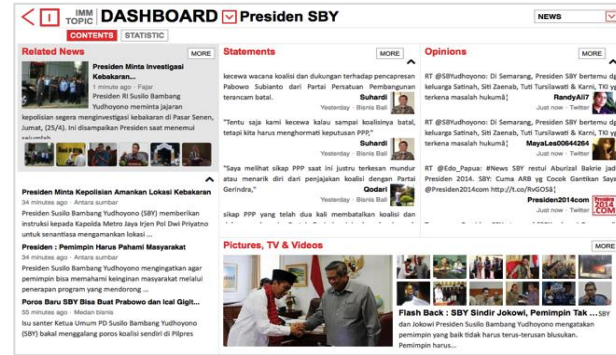 IMM TOPIC DASHBOARD Presiden SBY
NEWS
CONTENTS STATISTIC
Related News MORE
Presiden Minta Investigasi
Kebakaran...
1 minute ago · Fajar
Presiden RI Susilo Bambang
Yudhoyono meminta jajaran
kepolisian segera menginvestigasi kebakaran di Pasar Senen,
Jumat, (25/4). Ini disampaikan Presiden saat menemui
sejumlah
Presiden Minta Kepolisian Amankan Lokasi Kebakaran
34 minutes ago · Antara sumbar
Presiden Susilo Bambang Yudhoyono (SBY) memberikan
instruksi kepada Kapolda Metro Jaya Irjen Pol Dwi Priyatno
untuk senantiasa mengamankan lokasi ...
Presiden : Pemimpin Harus Pahami Masyarakat
34 minutes ago · Antara sumbar
Presiden Susilo Bambang Yudhoyono mengingatkan agar
pemimpin bisa memahami keinginan masyarakat melalui
penerapan program yang mendorong ...
Poros Baru SBY Bisa Buat Prabowo dan Ical Gigit...
55 minutes ago · Medan bisnis
Isu santer Ketua Umum PD Susilo Bambang Yudhoyono
(SBY) bakal menggalang poros koalisi sendiri di Pilpres
Statements MORE
kecewa wacana koalisi dan dukungan terhadap pencapresan
Pabowo Subianto dari Partai Persatuan Pembangunan
terancam batal.
Suhardi
Yesterday · Bisnis Bali
"Tentu saja kami kecewa kalau sampai koalisinya batal,
tetapi kita harus menghormati keputusan PPP,"
Suhardi
Yesterday · Bisnis Bali
"Saya melihat sikap PPP saat ini justru terkesan mundur
atau menarik diri dari penjajakan koalisi dengan Partai
Gerindra,"
Qodari
Yesterday · Bisnis Bali
sikap PPP yang telah dua kali membatalkan koalisi dan
Opinions MORE
RT @SBYudhoyono: Di Semarang, Presiden SBY bertemu dg
keluarga Satinah, Siti Zaenab, Tuti Tursilawati & Karni, TKI yg
terkena masalah hukumâ¦
RandyAli7
Just now · Twitter
RT @SBYudhoyono: Di Semarang, Presiden SBY bertemu dg
keluarga Satinah, Siti Zaenab, Tuti Tursilawati & Karni, TKI yg
terkena masalah hukumâ¦
MayaLes00644264
Just now · Twitter
RT @Edo_Papua: #News SBY restui Aburizal Bakrie jadi
Presiden 2014. SBY: Cuma ARB yg Cocok Gantikan Saya
@Presiden2014com http://t.co/RvGOSâ¦
Presiden2014com
Just now · Twitter
Presiden 2014 .COM
Pictures, TV & Videos MORE
Flash Back : SBY Sindir Jokowi, Pemimpin Tak ... SBY
dan Jokowi Presiden Susilo Bambang Yudhoyono mengatakan
pemimpin yang baik tidak harus terus-terusan blusukan.
Pemimpin harus...